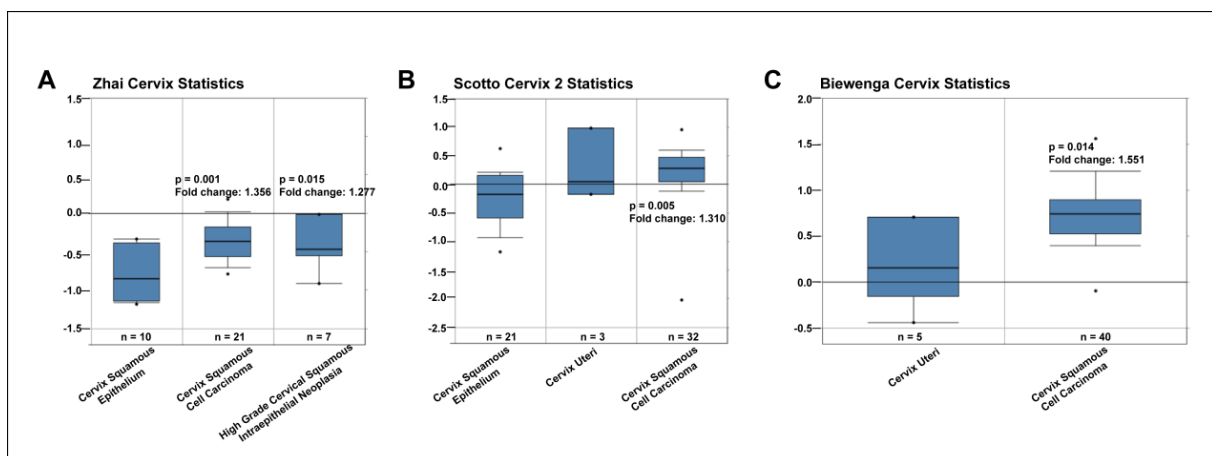 A
Zhai Cervix Statistics
1.5
1.0
0.5
0.0
-0.5
-1.0
-1.5
p = 0.001
Fold change: 1.356
p = 0.015
Fold change: 1.277
n = 10
n = 21
n = 7
Cervix Squamous
Epithelium
Cervix Squamous
Cell Carcinoma
High Grade Cervical Squamous
Intraepithelial Neoplasia
B
Scotto Cervix 2 Statistics
1.5
1.0
0.5
0.0
-0.5
-1.0
-1.5
-2.0
-2.5
p = 0.005
Fold change: 1.310
n = 21
n = 3
n = 32
Cervix Squamous
Epithelium
Cervix Uteri
Cervix Squamous
Cell Carcinoma
C
Biewenga Cervix Statistics
2.0
1.5
1.0
0.5
0.0
-0.5
p = 0.014
Fold change: 1.551
n = 5
n = 40
Cervix Uteri
Cervix Squamous
Cell Carcinoma